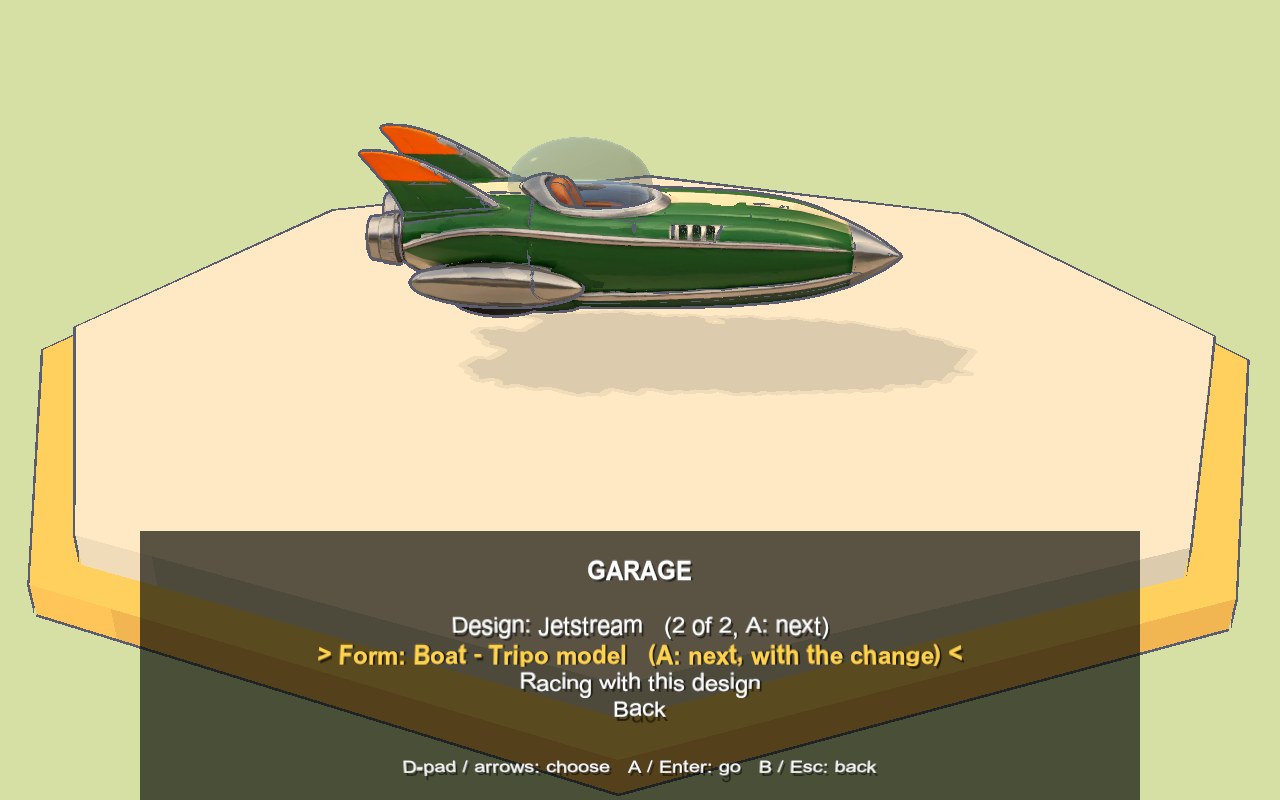 GARAGE
Design: Jetstream (2 of 2, A: next)
> Form: Boat - Tripo model (A: next, with the change) <
Racing with this design
Back
D-pad / arrows: choose A / Enter: go B / Esc: back